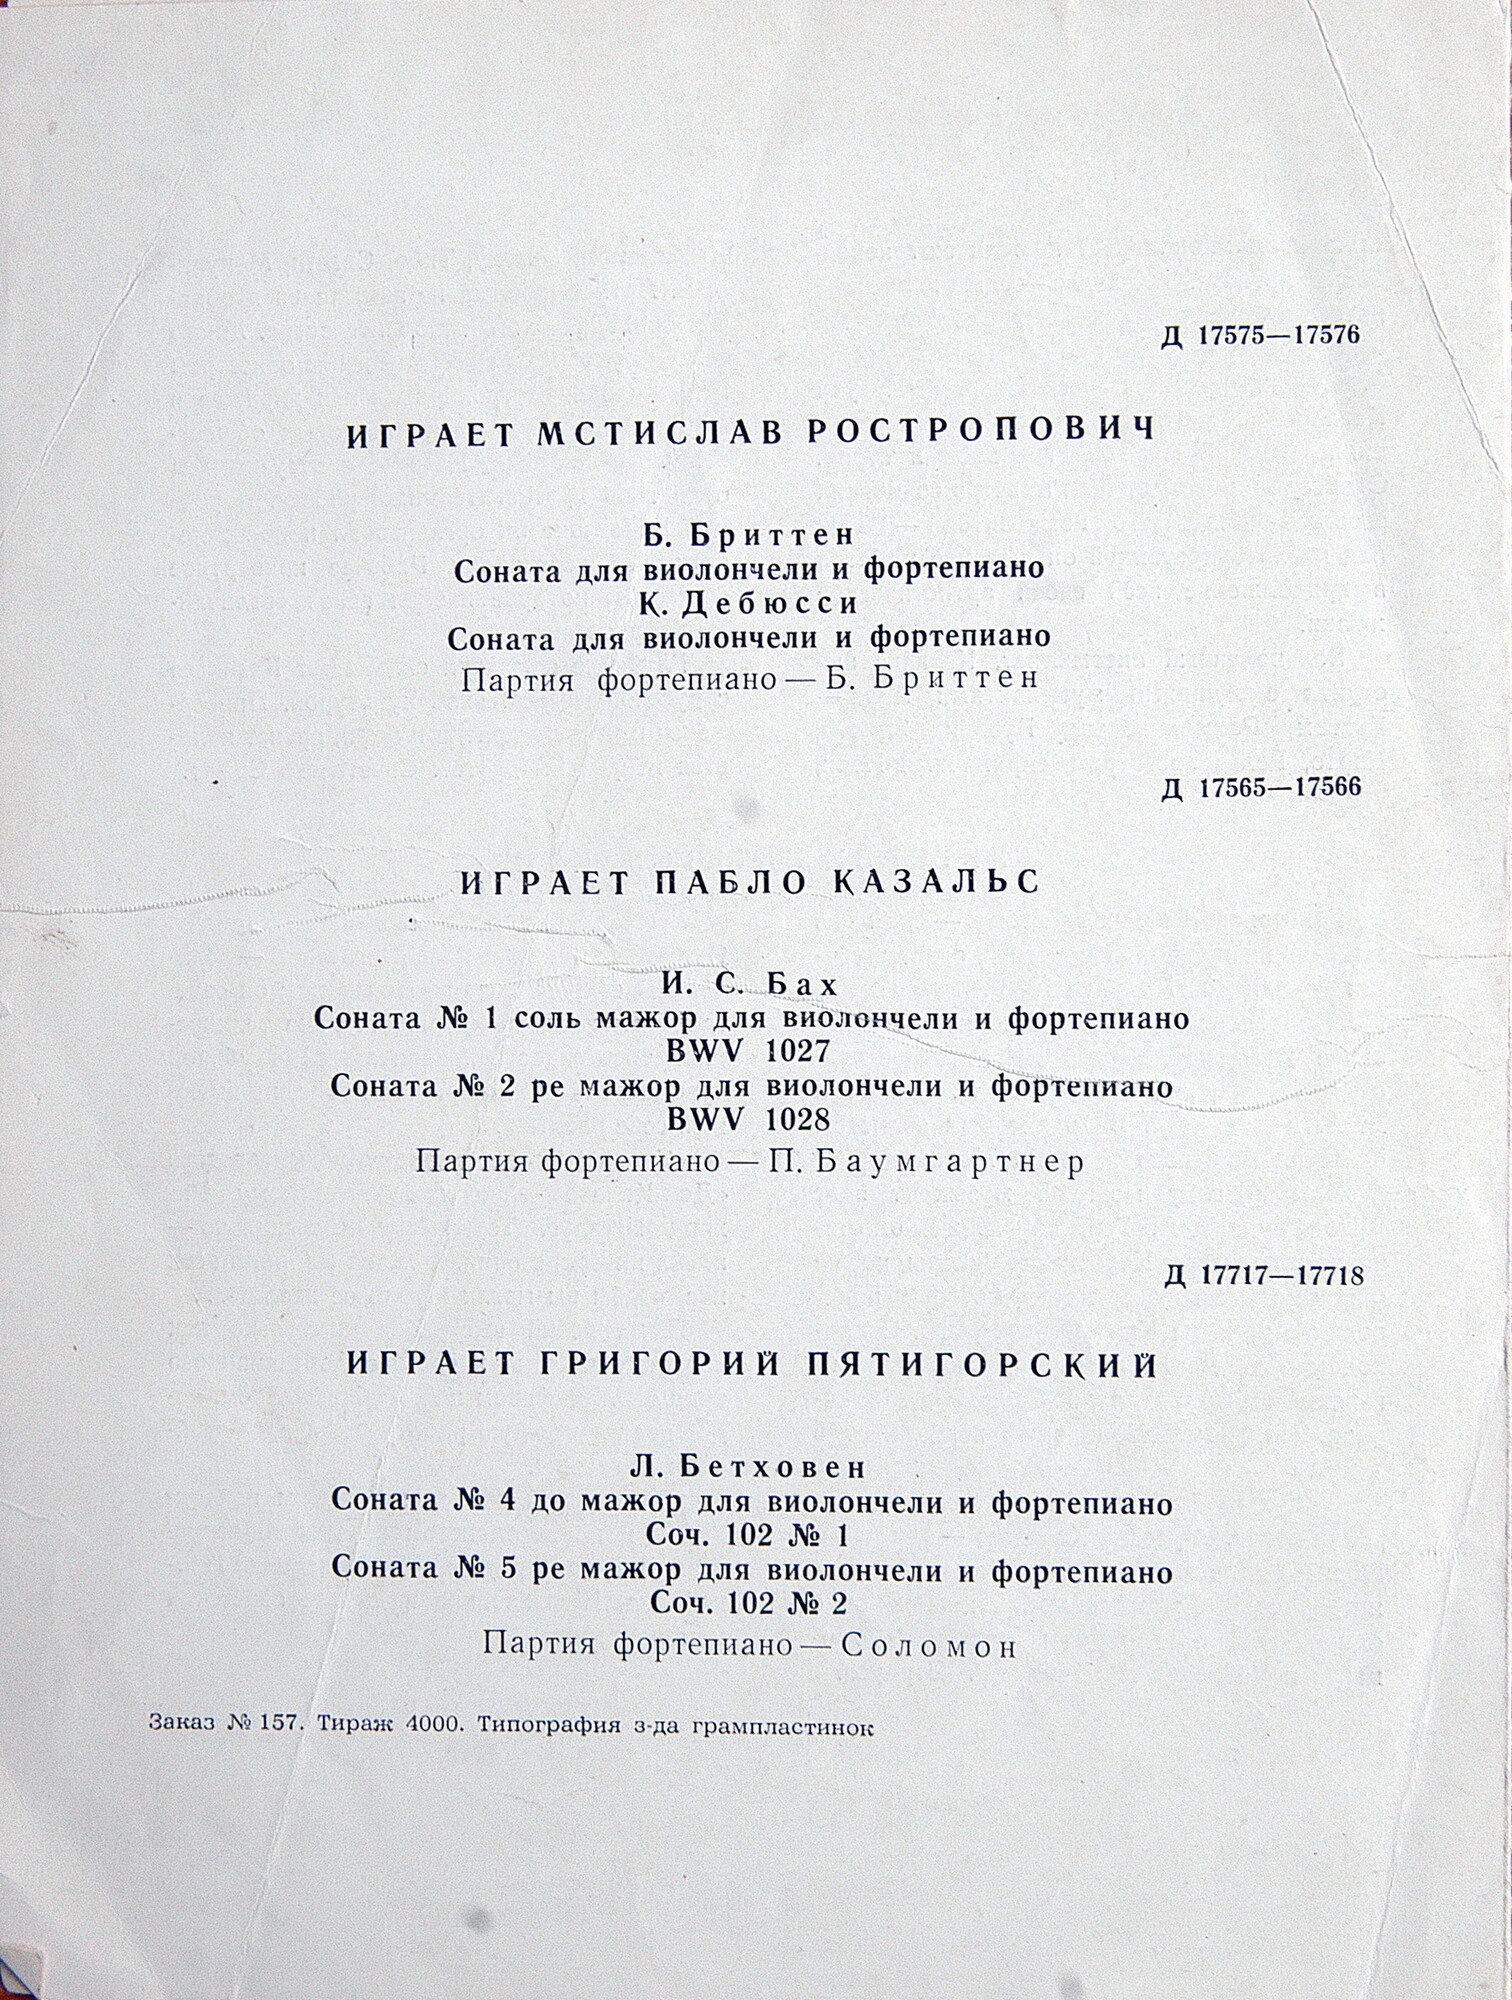 Д 17575—17576
ИГРАЕТ МСТИСЛАВ РОСТРОПОВИЧ
Б. Бриттен
Соната для виолончели и фортепиано
К. Дебюсси
Соната для виолончели и фортепиано
Партия фортепиано — Б. Бриттен
Д 17565—17566
ИГРАЕТ ПАБЛО КАЗАЛЬС
И. С. Бах
Соната № 1 соль мажор для виолончели и фортепиано
BWV 1027
Соната № 2 ре мажор для виолончели и фортепиано
BWV 1028
Партия фортепиано — П. Баумгартнер
Д 17717—17718
ИГРАЕТ ГРИГОРИЙ ПЯТИГОРСКИЙ
Л. Бетховен
Соната № 4 до мажор для виолончели и фортепиано
Соч. 102 № 1
Соната № 5 ре мажор для виолончели и фортепиано
Соч. 102 № 2
Партия фортепиано — Соломон
Заказ № 157. Тираж 4000. Типография з-да грампластинок